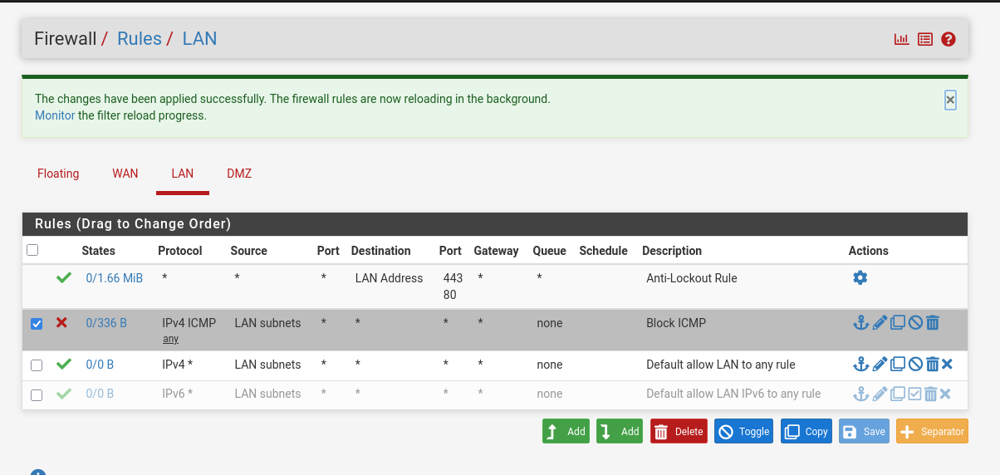 Firewall / Rules / LAN
The changes have been applied successfully. The firewall rules are now reloading in the background.
Monitor the filter reload progress.
Floating WAN LAN DMZ
Rules (Drag to Change Order)
States Protocol Source Port Destination Port Gateway Queue Schedule Description Actions
0/1.66 MiB * * * LAN Address 443 * * Anti-Lockout Rule
80
0/336 B IPv4 ICMP LAN subnets * * * * none Block ICMP
any
0/0 B IPv4 * LAN subnets * * * * none Default allow LAN to any rule
0/0 B IPv6 * LAN subnets * * * * none Default allow LAN IPv6 to any rule
Add Add Delete Toggle Copy Save Separator